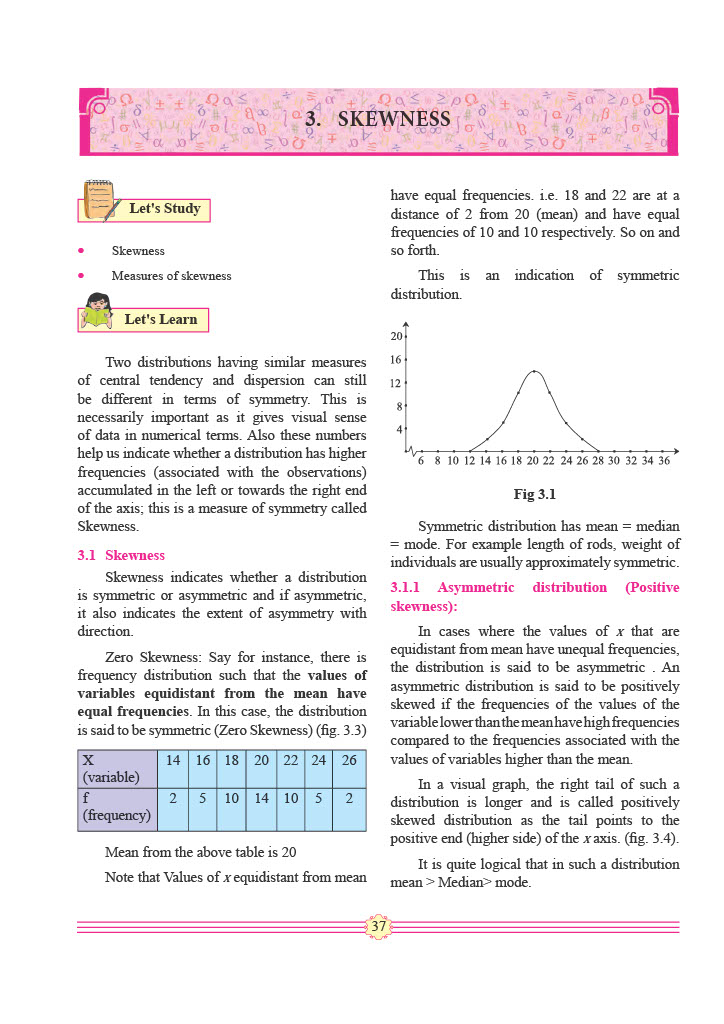 3. SKEWNESS
Let's Study
• Skewness
• Measures of skewness
Let's Learn
Two distributions having similar measures
of central tendency and dispersion can still
be different in terms of symmetry. This is
necessarily important as it gives visual sense
of data in numerical terms. Also these numbers
help us indicate whether a distribution has higher
frequencies (associated with the observations)
accumulated in the left or towards the right end
of the axis; this is a measure of symmetry called
Skewness.
3.1 Skewness
Skewness indicates whether a distribution
is symmetric or asymmetric and if asymmetric,
it also indicates the extent of asymmetry with
direction.
Zero Skewness: Say for instance, there is
frequency distribution such that the values of
variables equidistant from the mean have
equal frequencies. In this case, the distribution
is said to be symmetric (Zero Skewness) (fig. 3.3)
X 14 16 18 20 22 24 26
(variable)
f 2 5 10 14 10 5 2
(frequency)
Mean from the above table is 20
Note that Values of x equidistant from mean
have equal frequencies. i.e. 18 and 22 are at a
distance of 2 from 20 (mean) and have equal
frequencies of 10 and 10 respectively. So on and
so forth.
This is an indication of symmetric
distribution.
20
16
12
8
4
6 8 10 12 14 16 18 20 22 24 26 28 30 32 34 36
Fig 3.1
Symmetric distribution has mean = median
= mode. For example length of rods, weight of
individuals are usually approximately symmetric.
3.1.1 Asymmetric distribution (Positive
skewness):
In cases where the values of x that are
equidistant from mean have unequal frequencies,
the distribution is said to be asymmetric . An
asymmetric distribution is said to be positively
skewed if the frequencies of the values of the
variable lower than the mean have high frequencies
compared to the frequencies associated with the
values of variables higher than the mean.
In a visual graph, the right tail of such a
distribution is longer and is called positively
skewed distribution as the tail points to the
positive end (higher side) of the x axis. (fig. 3.4).
It is quite logical that in such a distribution
mean > Median> mode.
37